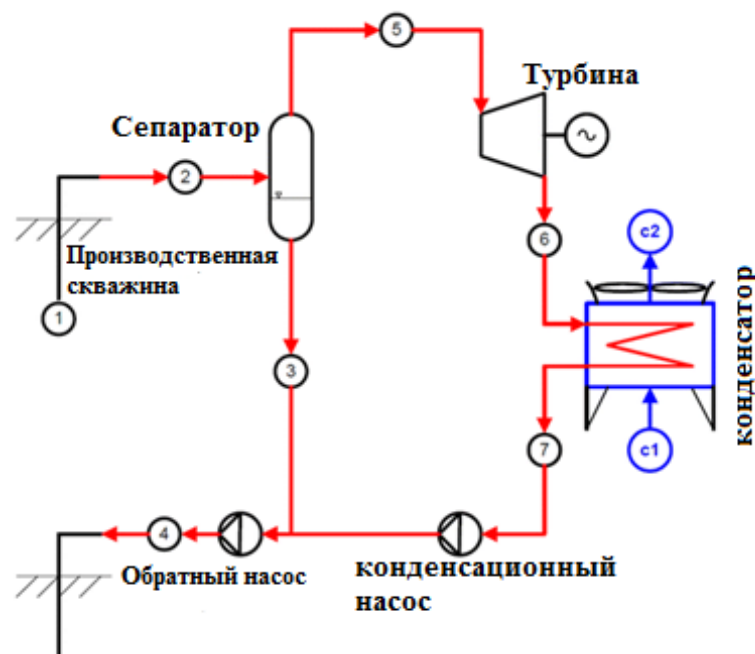 5
Турбина
Сепаратор
2
6
c2
Производственная
скважина
1
конденсатор
3
7
c1
4
Обратный насос
конденсационный
насос